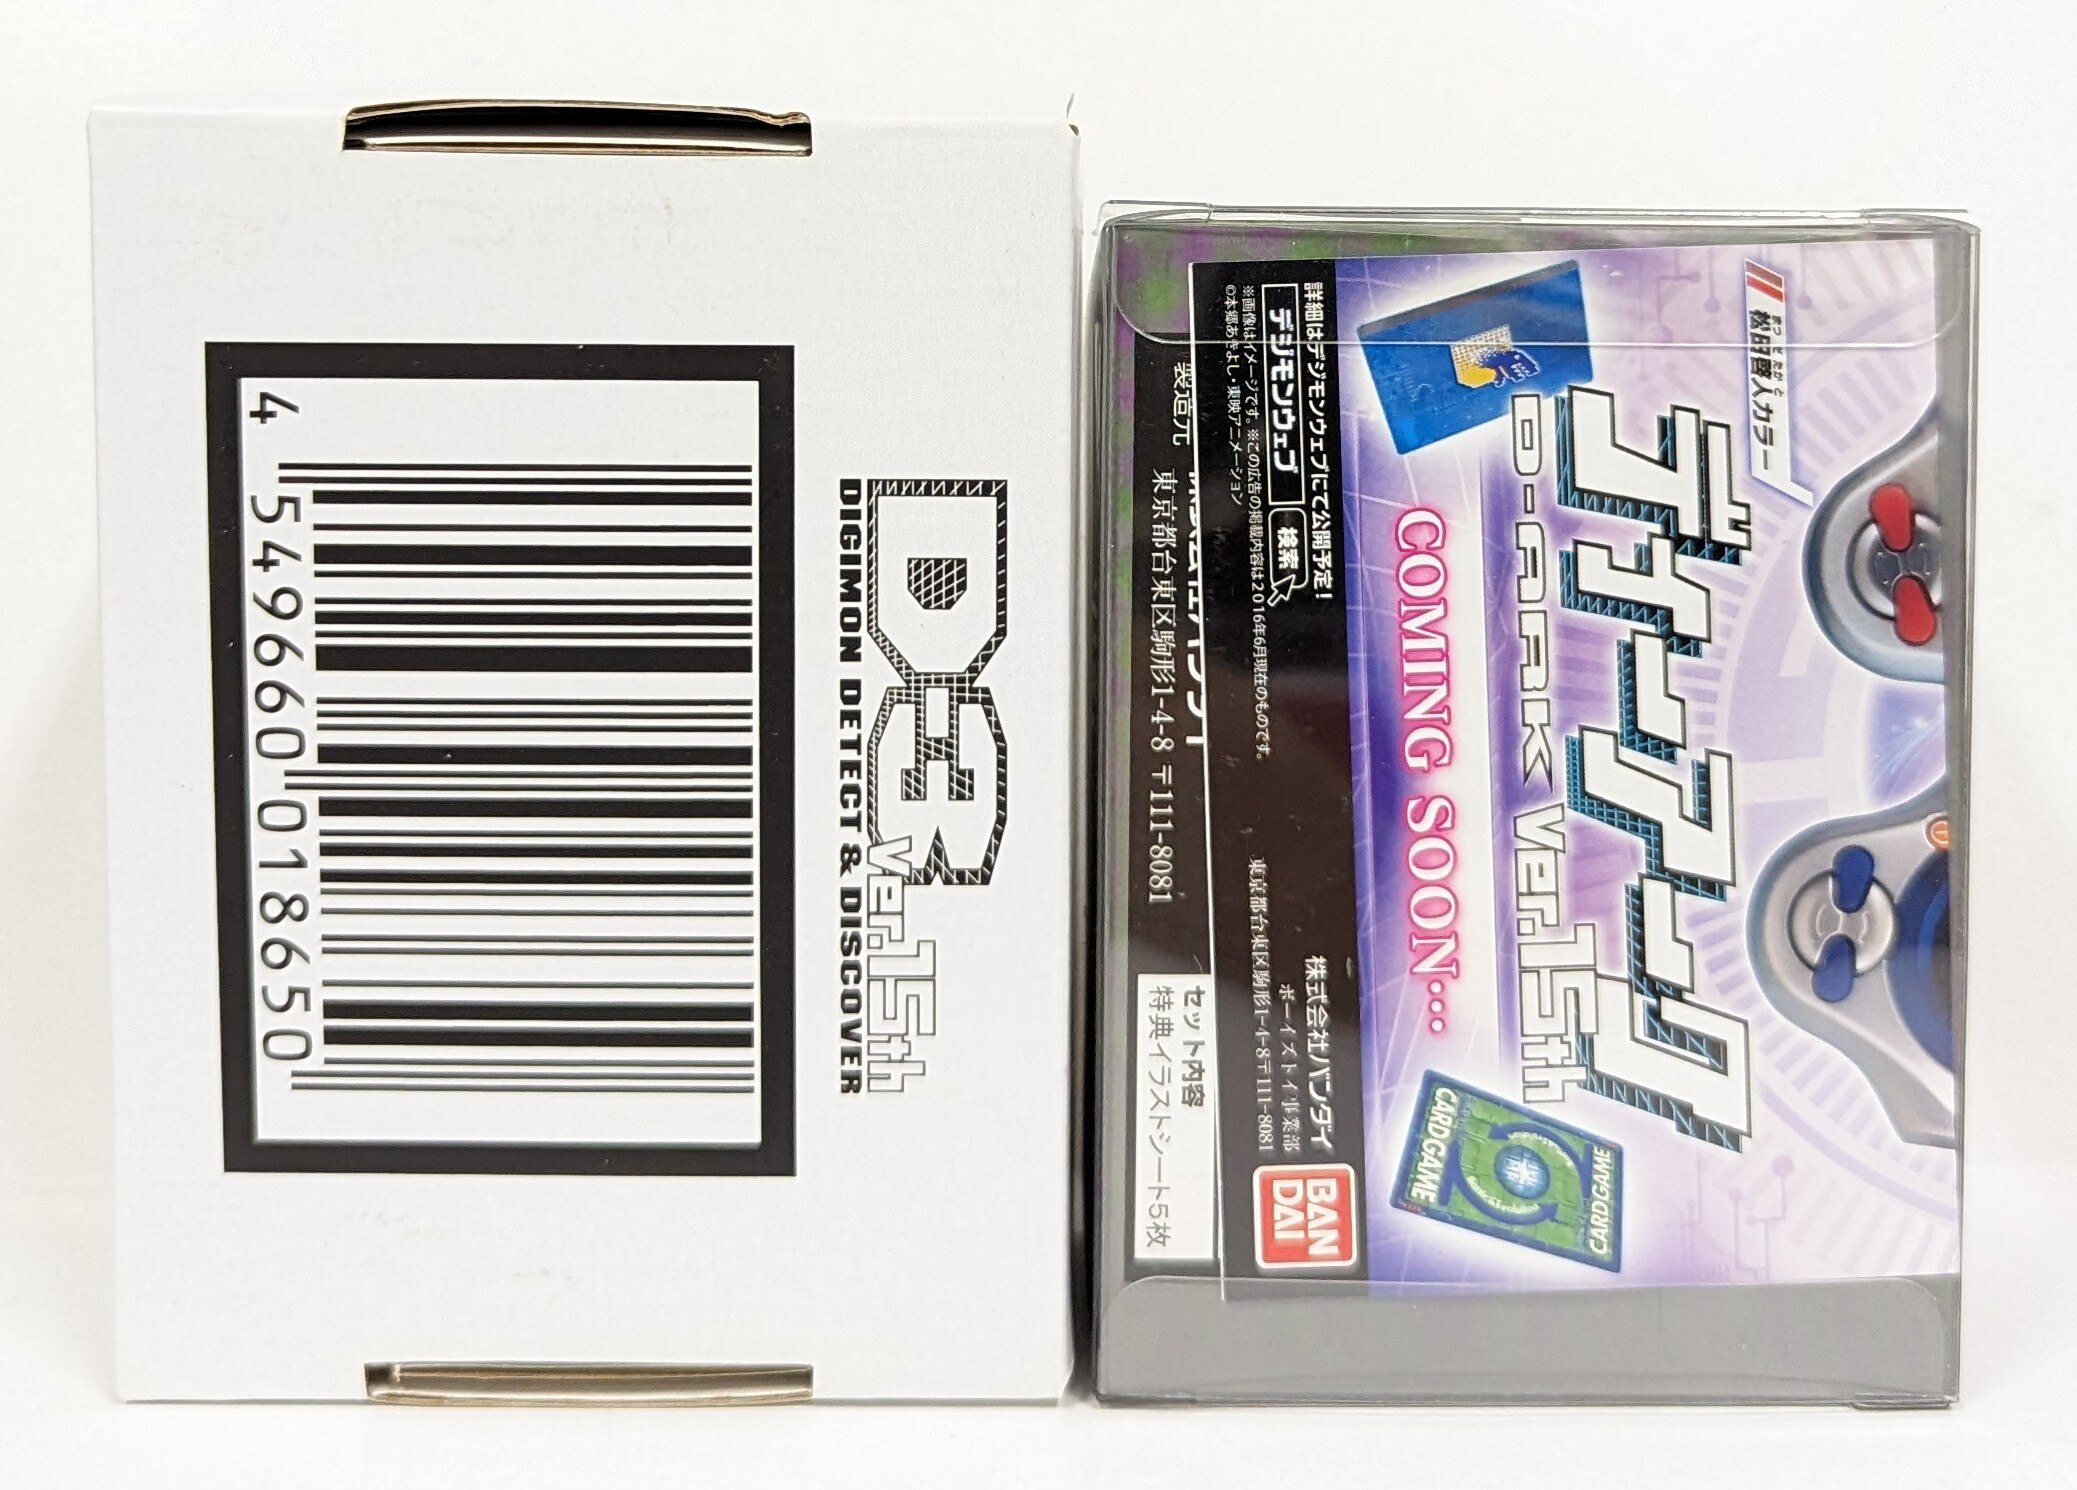 D-3 Ver.15th
DIGIMON DETECT & DISCOVER
4 549660 018650
松田啓人カラー
まつだたかと
ディーアーク
D-ARK Ver.15th
COMING SOON...
CARDGAME
CARDGAME
詳細はデジモンウェブにて公開予定！
デジモンウェブ 検索
※画像はイメージです。※この広告の掲載内容は2016年6月現在のものです。
©本郷あきよし・東映アニメーション
株式会社バンダイ
ボーイズトイ事業部
東京都台東区駒形1-4-8〒111-8081
BAN
DAI
製造元
東京都台東区駒形1-4-8 〒111-8081
セット内容
特典イラストシート5枚